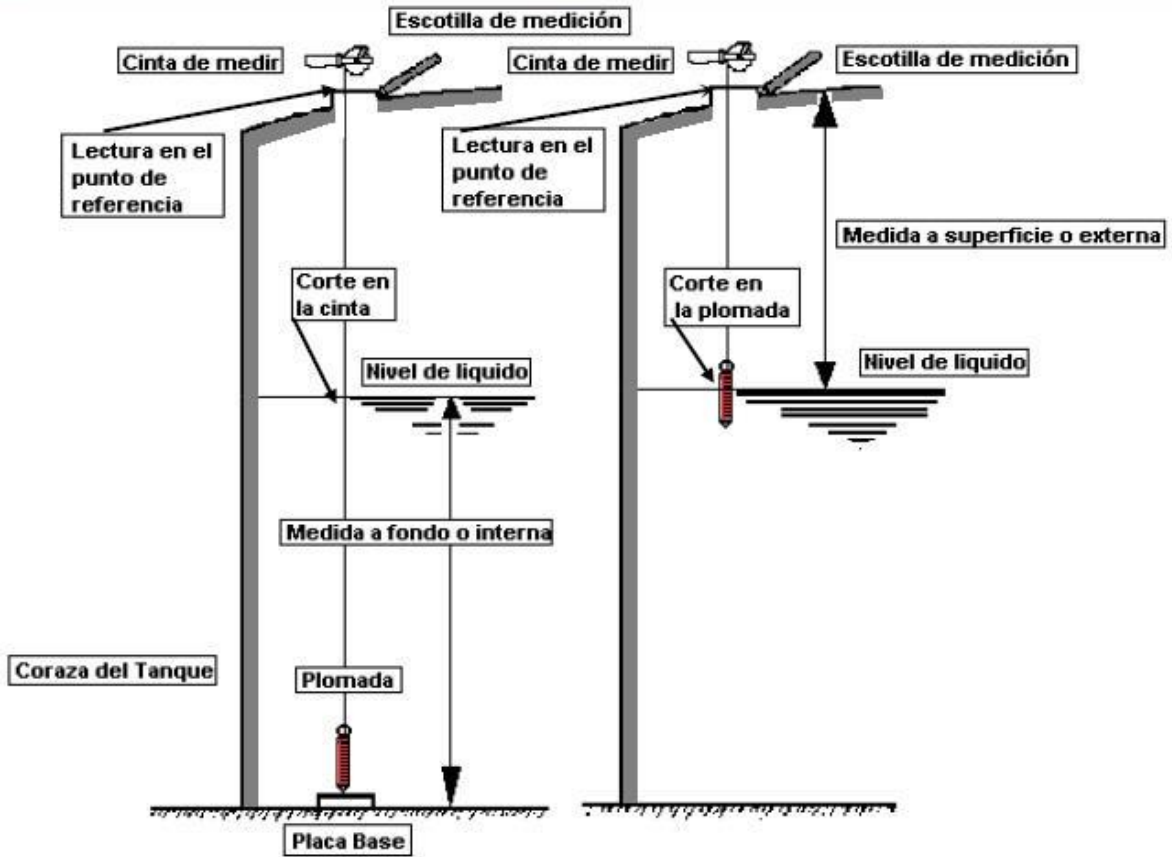 Escotilla de medición
Cinta de medir
Lectura en el
punto de
referencia
Corte en
la cinta
Nivel de liquido
Medida a fondo o interna
Coraza del Tanque
Plomada
Placa Base
Cinta de medir
Escotilla de medición
Lectura en el
punto de
referencia
Medida a superficie o externa
Corte en
la plomada
Nivel de liquido